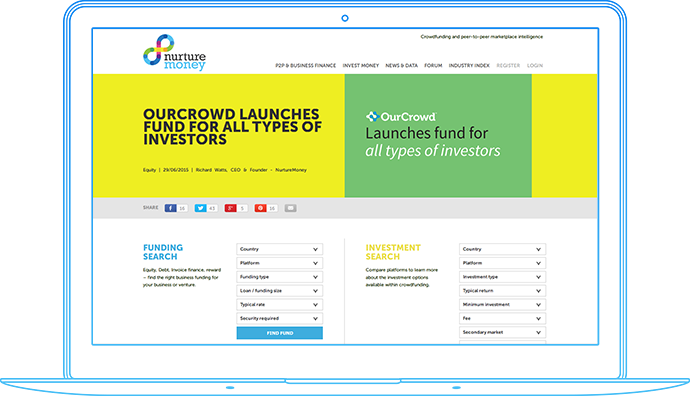 Crowdfunding and peer-to-peer marketplace intelligence
nurture
money
P2P & BUSINESS FINANCE INVEST MONEY NEWS & DATA FORUM INDUSTRY INDEX REGISTER LOGIN
OURCROWD LAUNCHES
FUND FOR ALL TYPES OF
INVESTORS
Equity | 29/06/2015 | Richard Watts, CEO & Founder - NurtureMoney
OurCrowd
Launches fund for
all types of investors
SHARE f 16 43 g+ 5 16
FUNDING
SEARCH
Equity, Debt, Invoice finance, reward
– find the right business funding for
your business or venture.
Country
Platform
Funding type
Loan / funding size
Typical rate
Security required
FIND FUND
INVESTMENT
SEARCH
Compare platforms to learn more
about the investment options
available within crowdfunding.
Country
Platform
Investment type
Typical return
Minimum investment
Fee
Secondary market